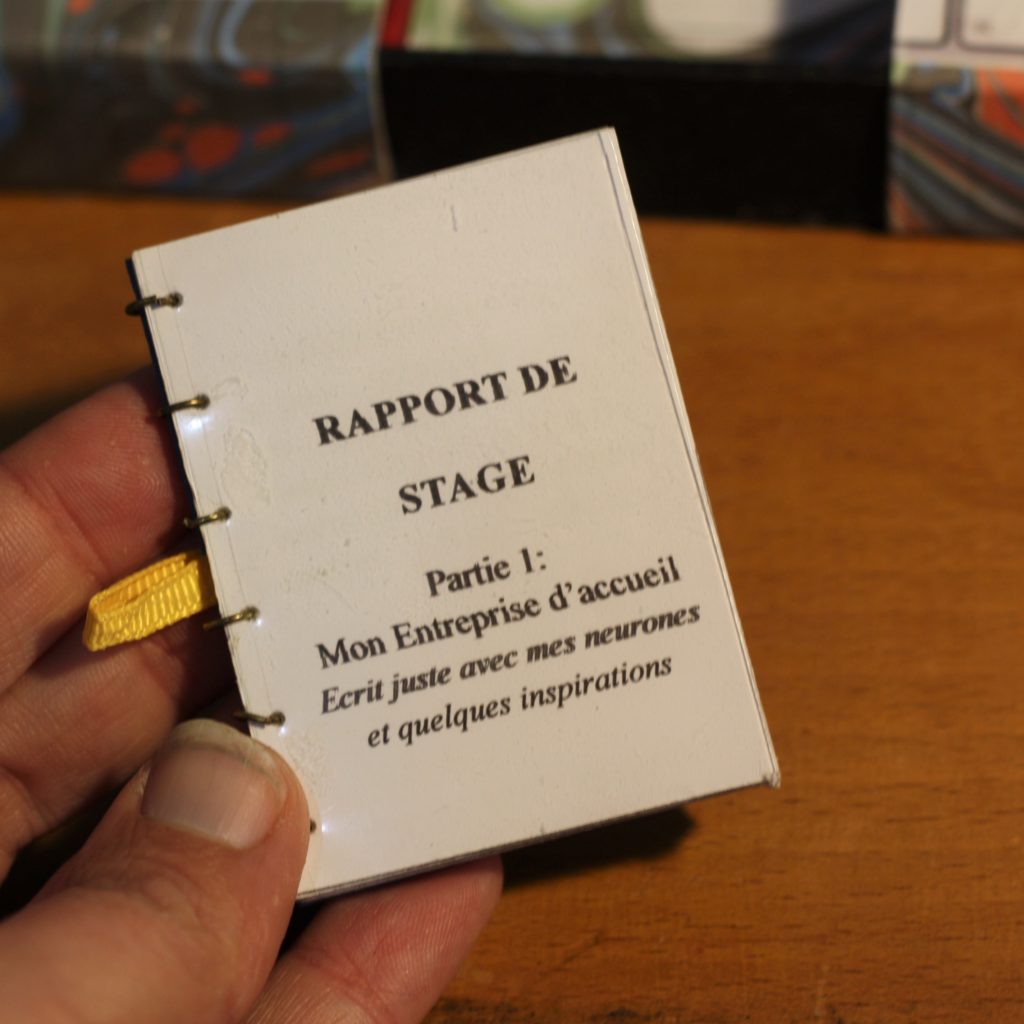 RAPPORT DE
STAGE
Partie 1:
Mon Entreprise d'accueil
Ecrit juste avec mes neurones
et quelques inspirations